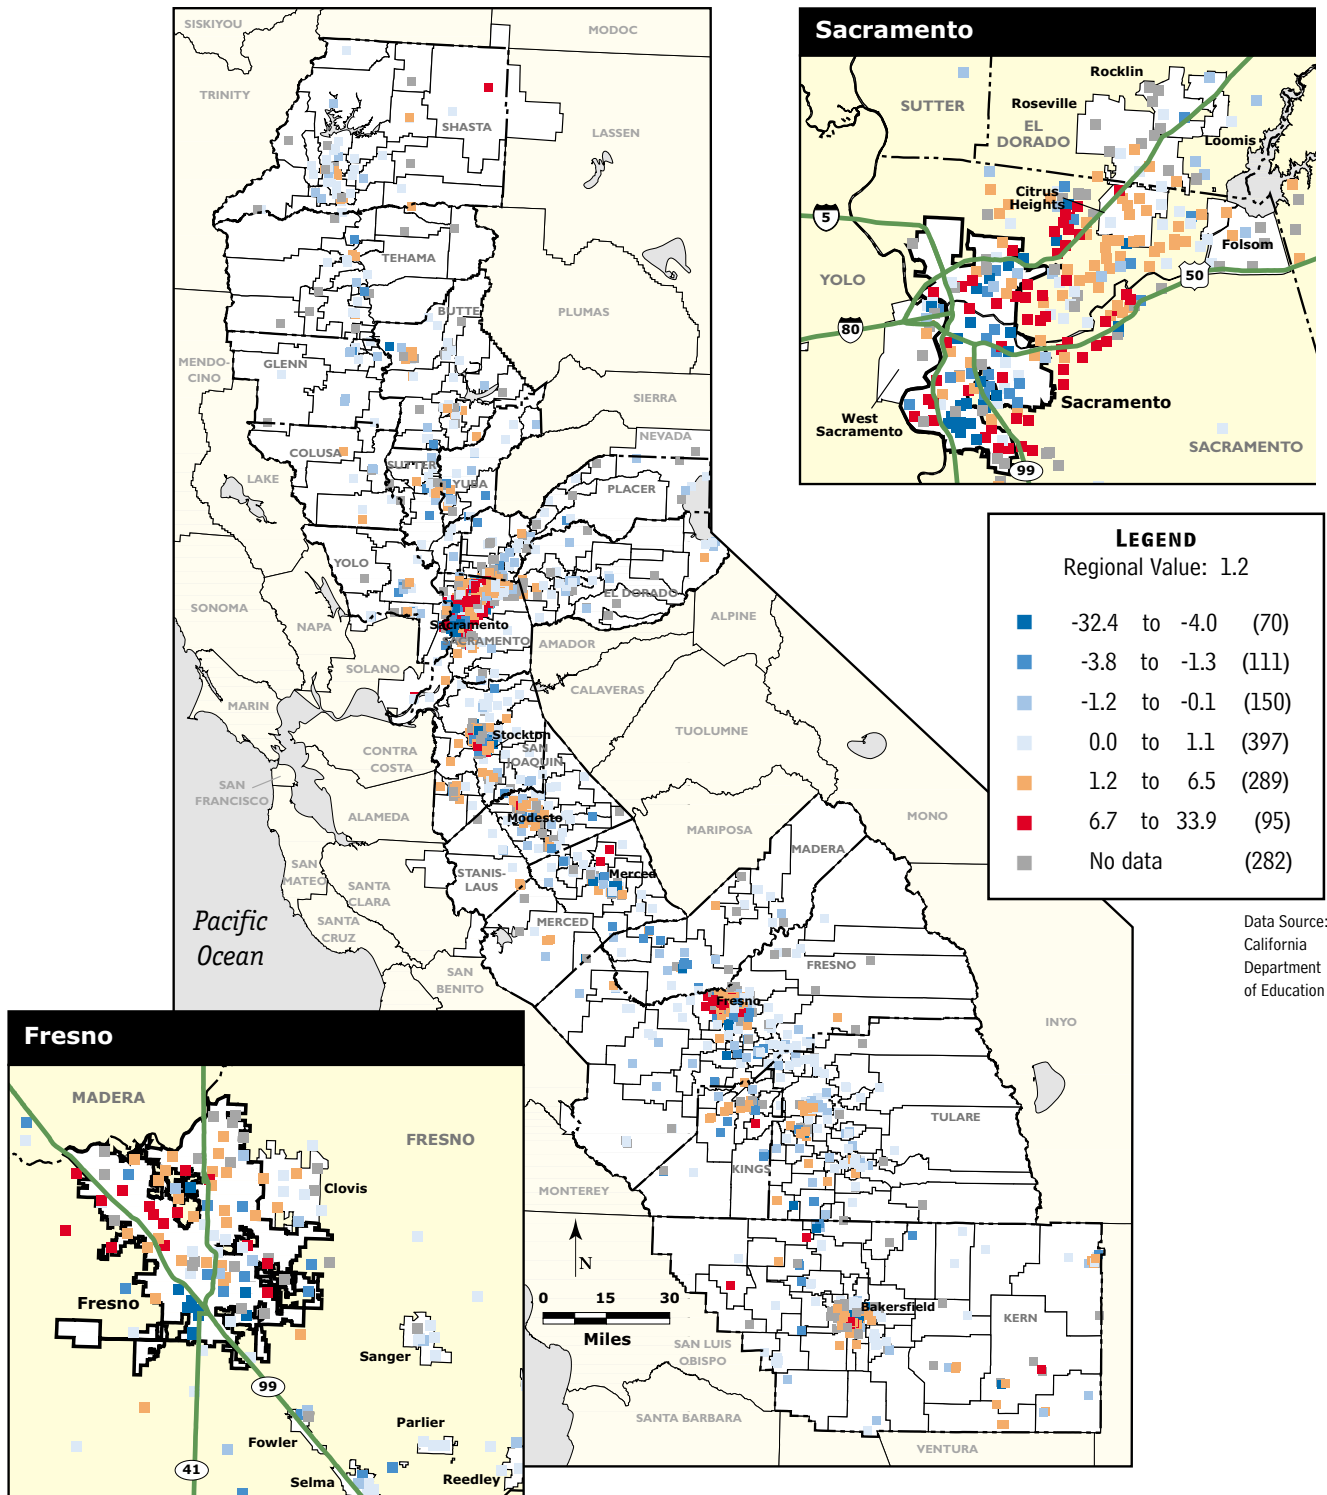 SISKIYOU
MODOC
TRINITY
SHASTA
LASSEN
TEHAMA
BUTTE
PLUMAS
MENDO-
CINO
GLENN
SIERRA
NEVADA
COLUSA
LAKE
SUTTER
YUBA
PLACER
YOLO
EL DORADO
SONOMA
NAPA
Sacramento
SACRAMENTO
ALPINE
AMADOR
SOLANO
CALAVERAS
MARIN
TUOLUMNE
Stockton
SAN
JOAQUIN
CONTRA
COSTA
SAN
FRANCISCO
ALAMEDA
Modesto
MARIPOSA
MONO
MADERA
SAN
MATEO
SANTA
CLARA
STANIS-
LAUS
Merced
MERCED
SANTA
CRUZ
Pacific
Ocean
SAN
BENITO
FRESNO
Fresno
INYO
TULARE
KINGS
MONTEREY
N
0 15 30
Miles
Bakersfield
KERN
SAN LUIS
OBISPO
SANTA BARBARA
VENTURA
Sacramento
Rocklin
SUTTER
Roseville
EL
DORADO
Loomis
Citrus
Heights
5
Folsom
YOLO
50
80
West
Sacramento
Sacramento
SACRAMENTO
99
LEGEND
Regional Value: 1.2
-32.4 to -4.0 (70)
-3.8 to -1.3 (111)
-1.2 to -0.1 (150)
0.0 to 1.1 (397)
1.2 to 6.5 (289)
6.7 to 33.9 (95)
No data (282)
Data Source:
California
Department
of Education
Fresno
MADERA
FRESNO
Clovis
Fresno
Sanger
99
Parlier
Fowler
41
Selma
Reedley